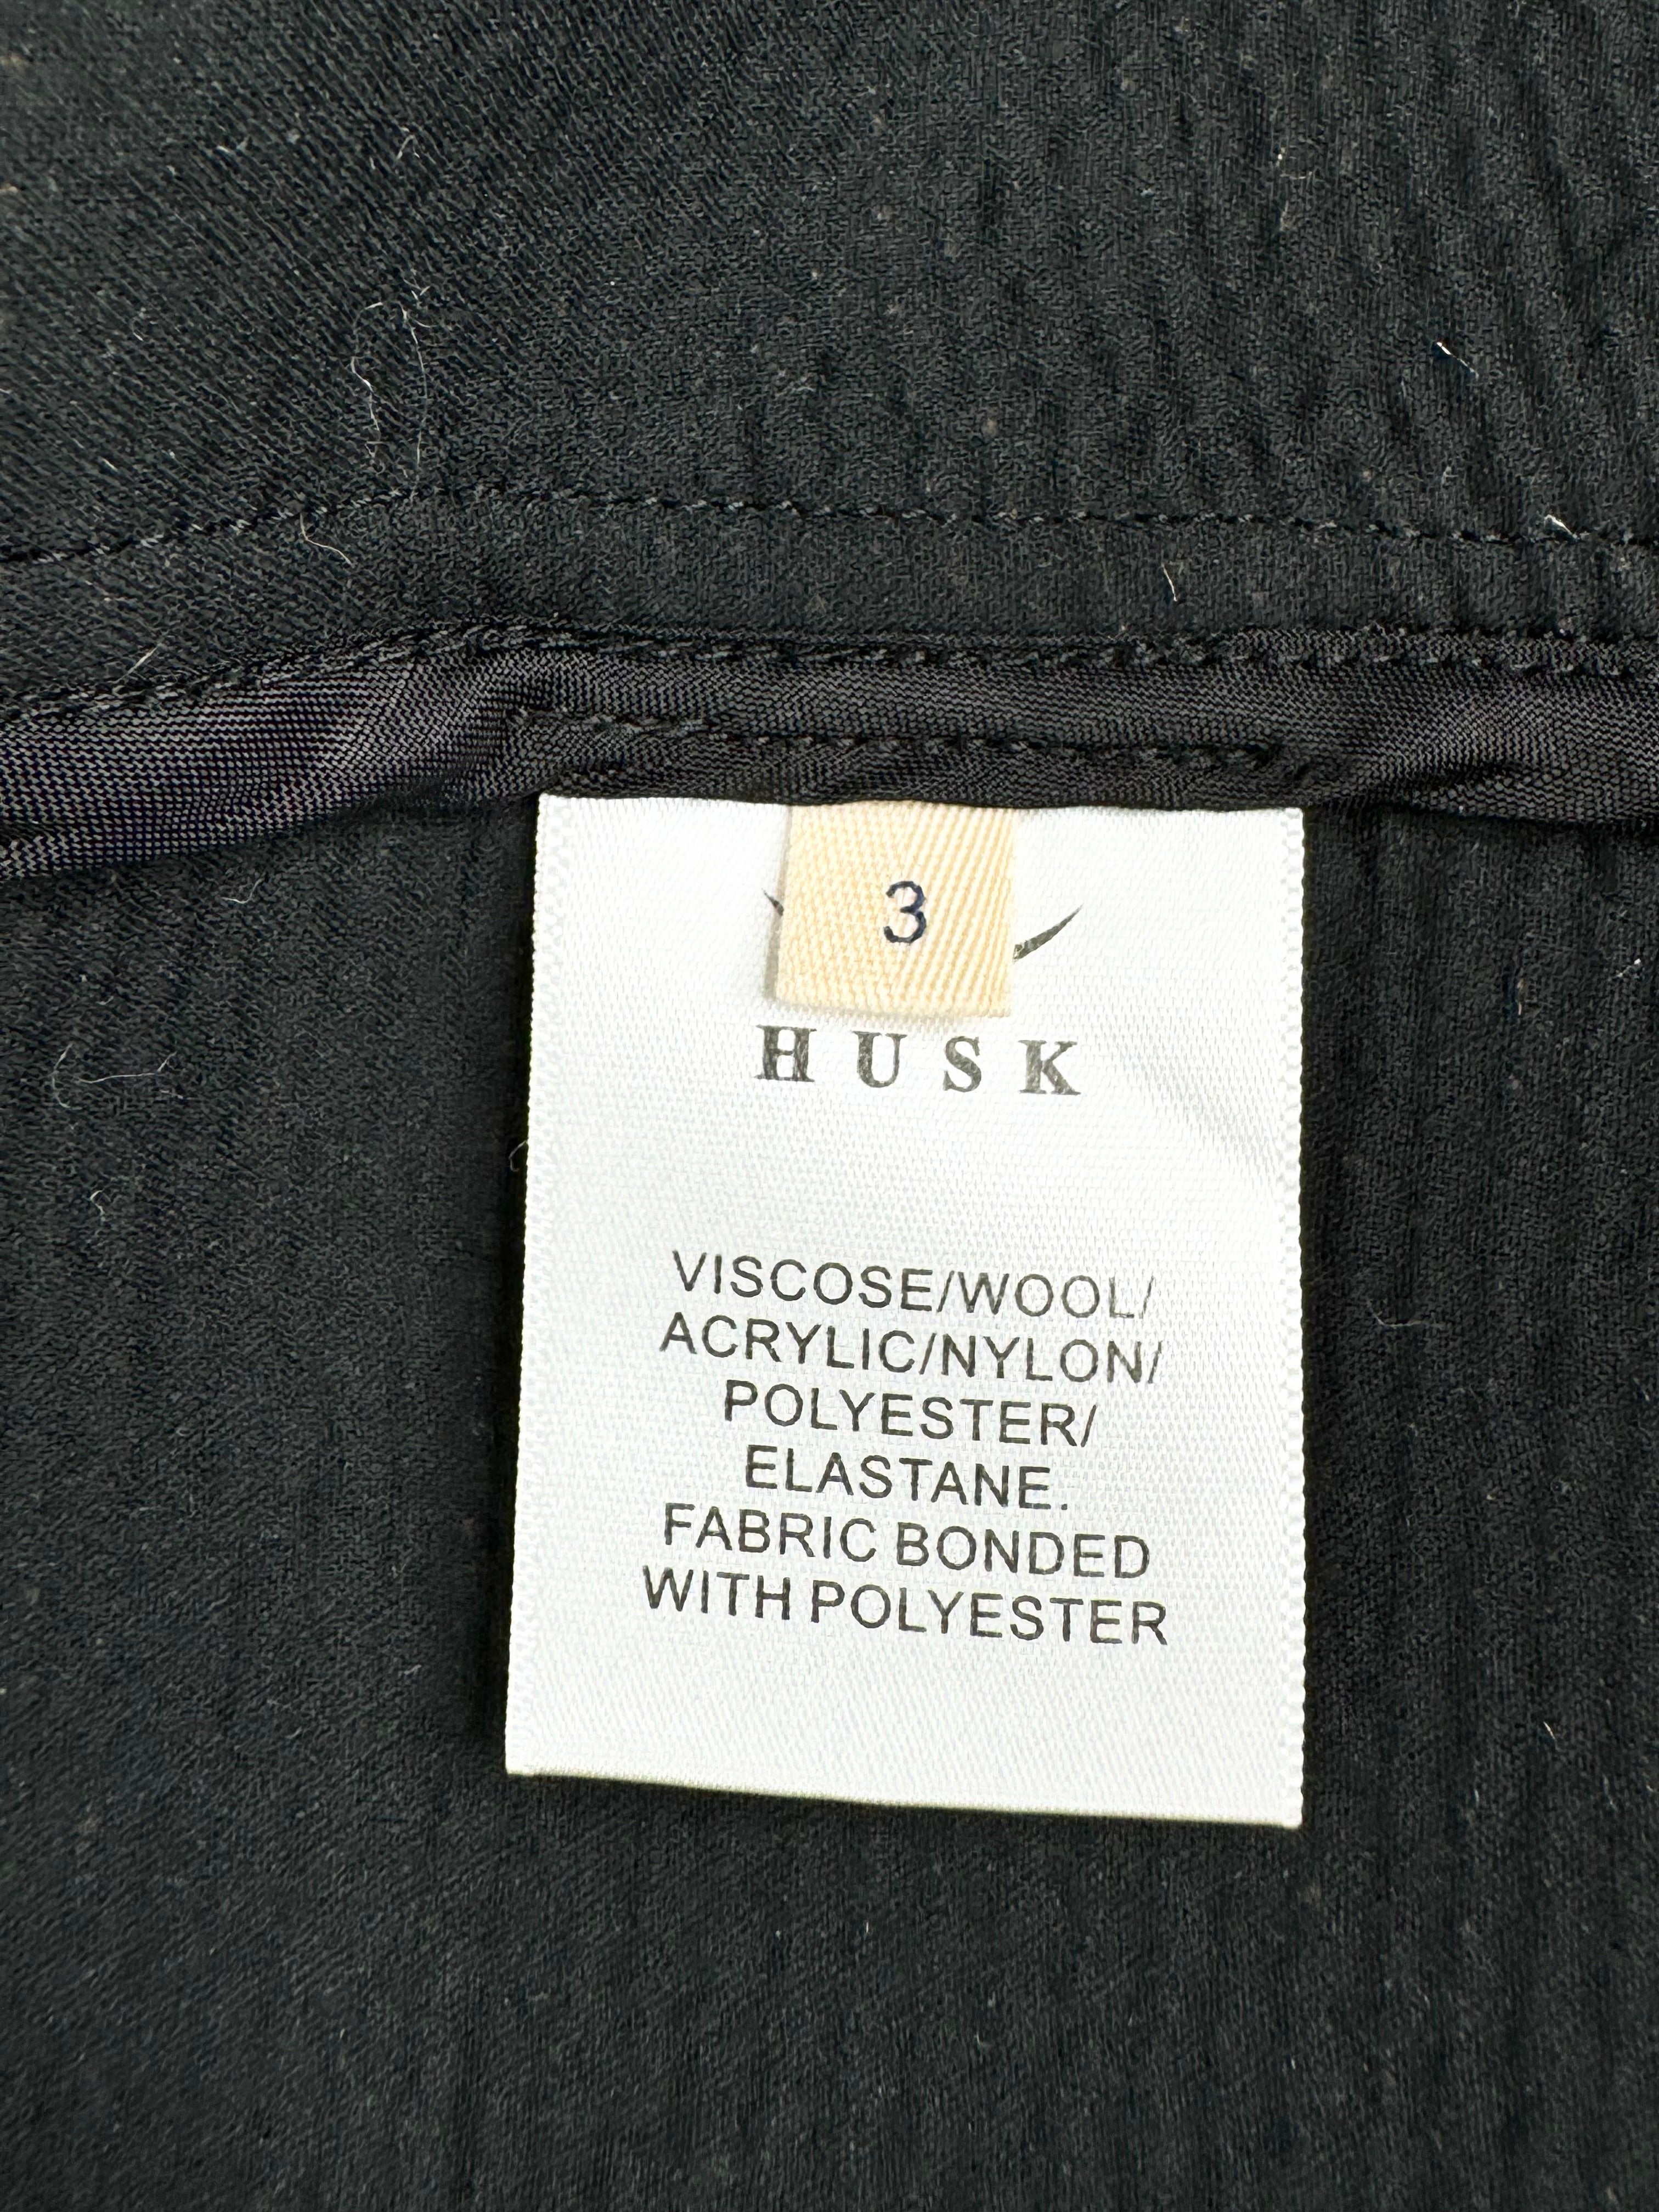 3
HUSK
VISCOSE/WOOL/
ACRYLIC/NYLON/
POLYESTER/
ELASTANE.
FABRIC BONDED
WITH POLYESTER